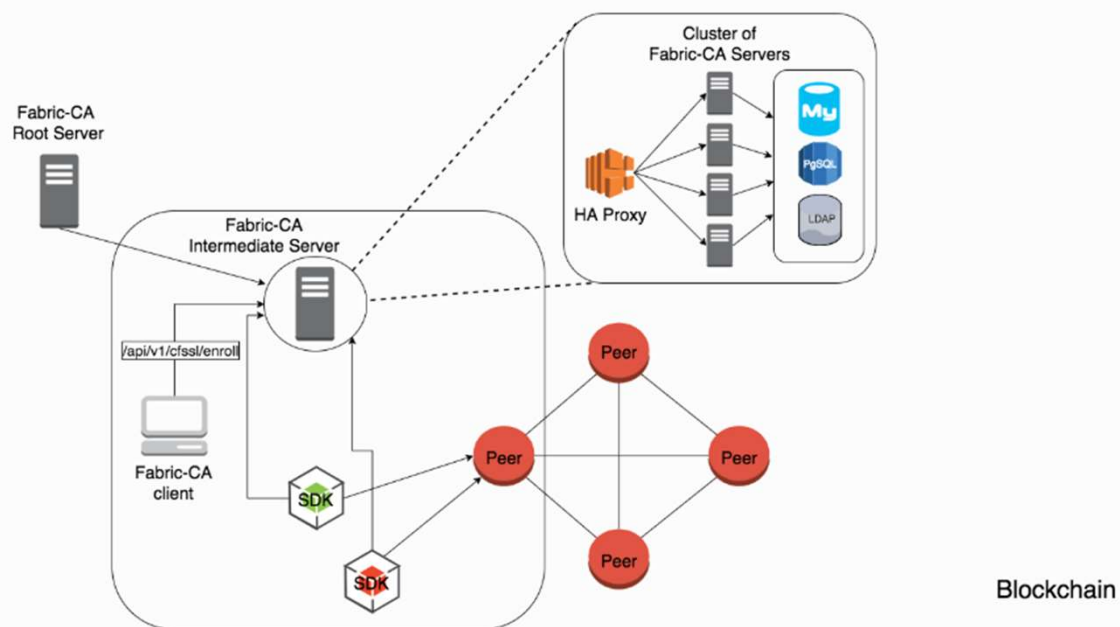 Cluster of
Fabric-CA Servers
My
PgSQL
LDAP
HA Proxy
Fabric-CA
Root Server
Fabric-CA
Intermediate Server
/api/v1/cfssl/enroll
Fabric-CA
client
SDK
SDK
Peer
Peer
Peer
Peer
Blockchain